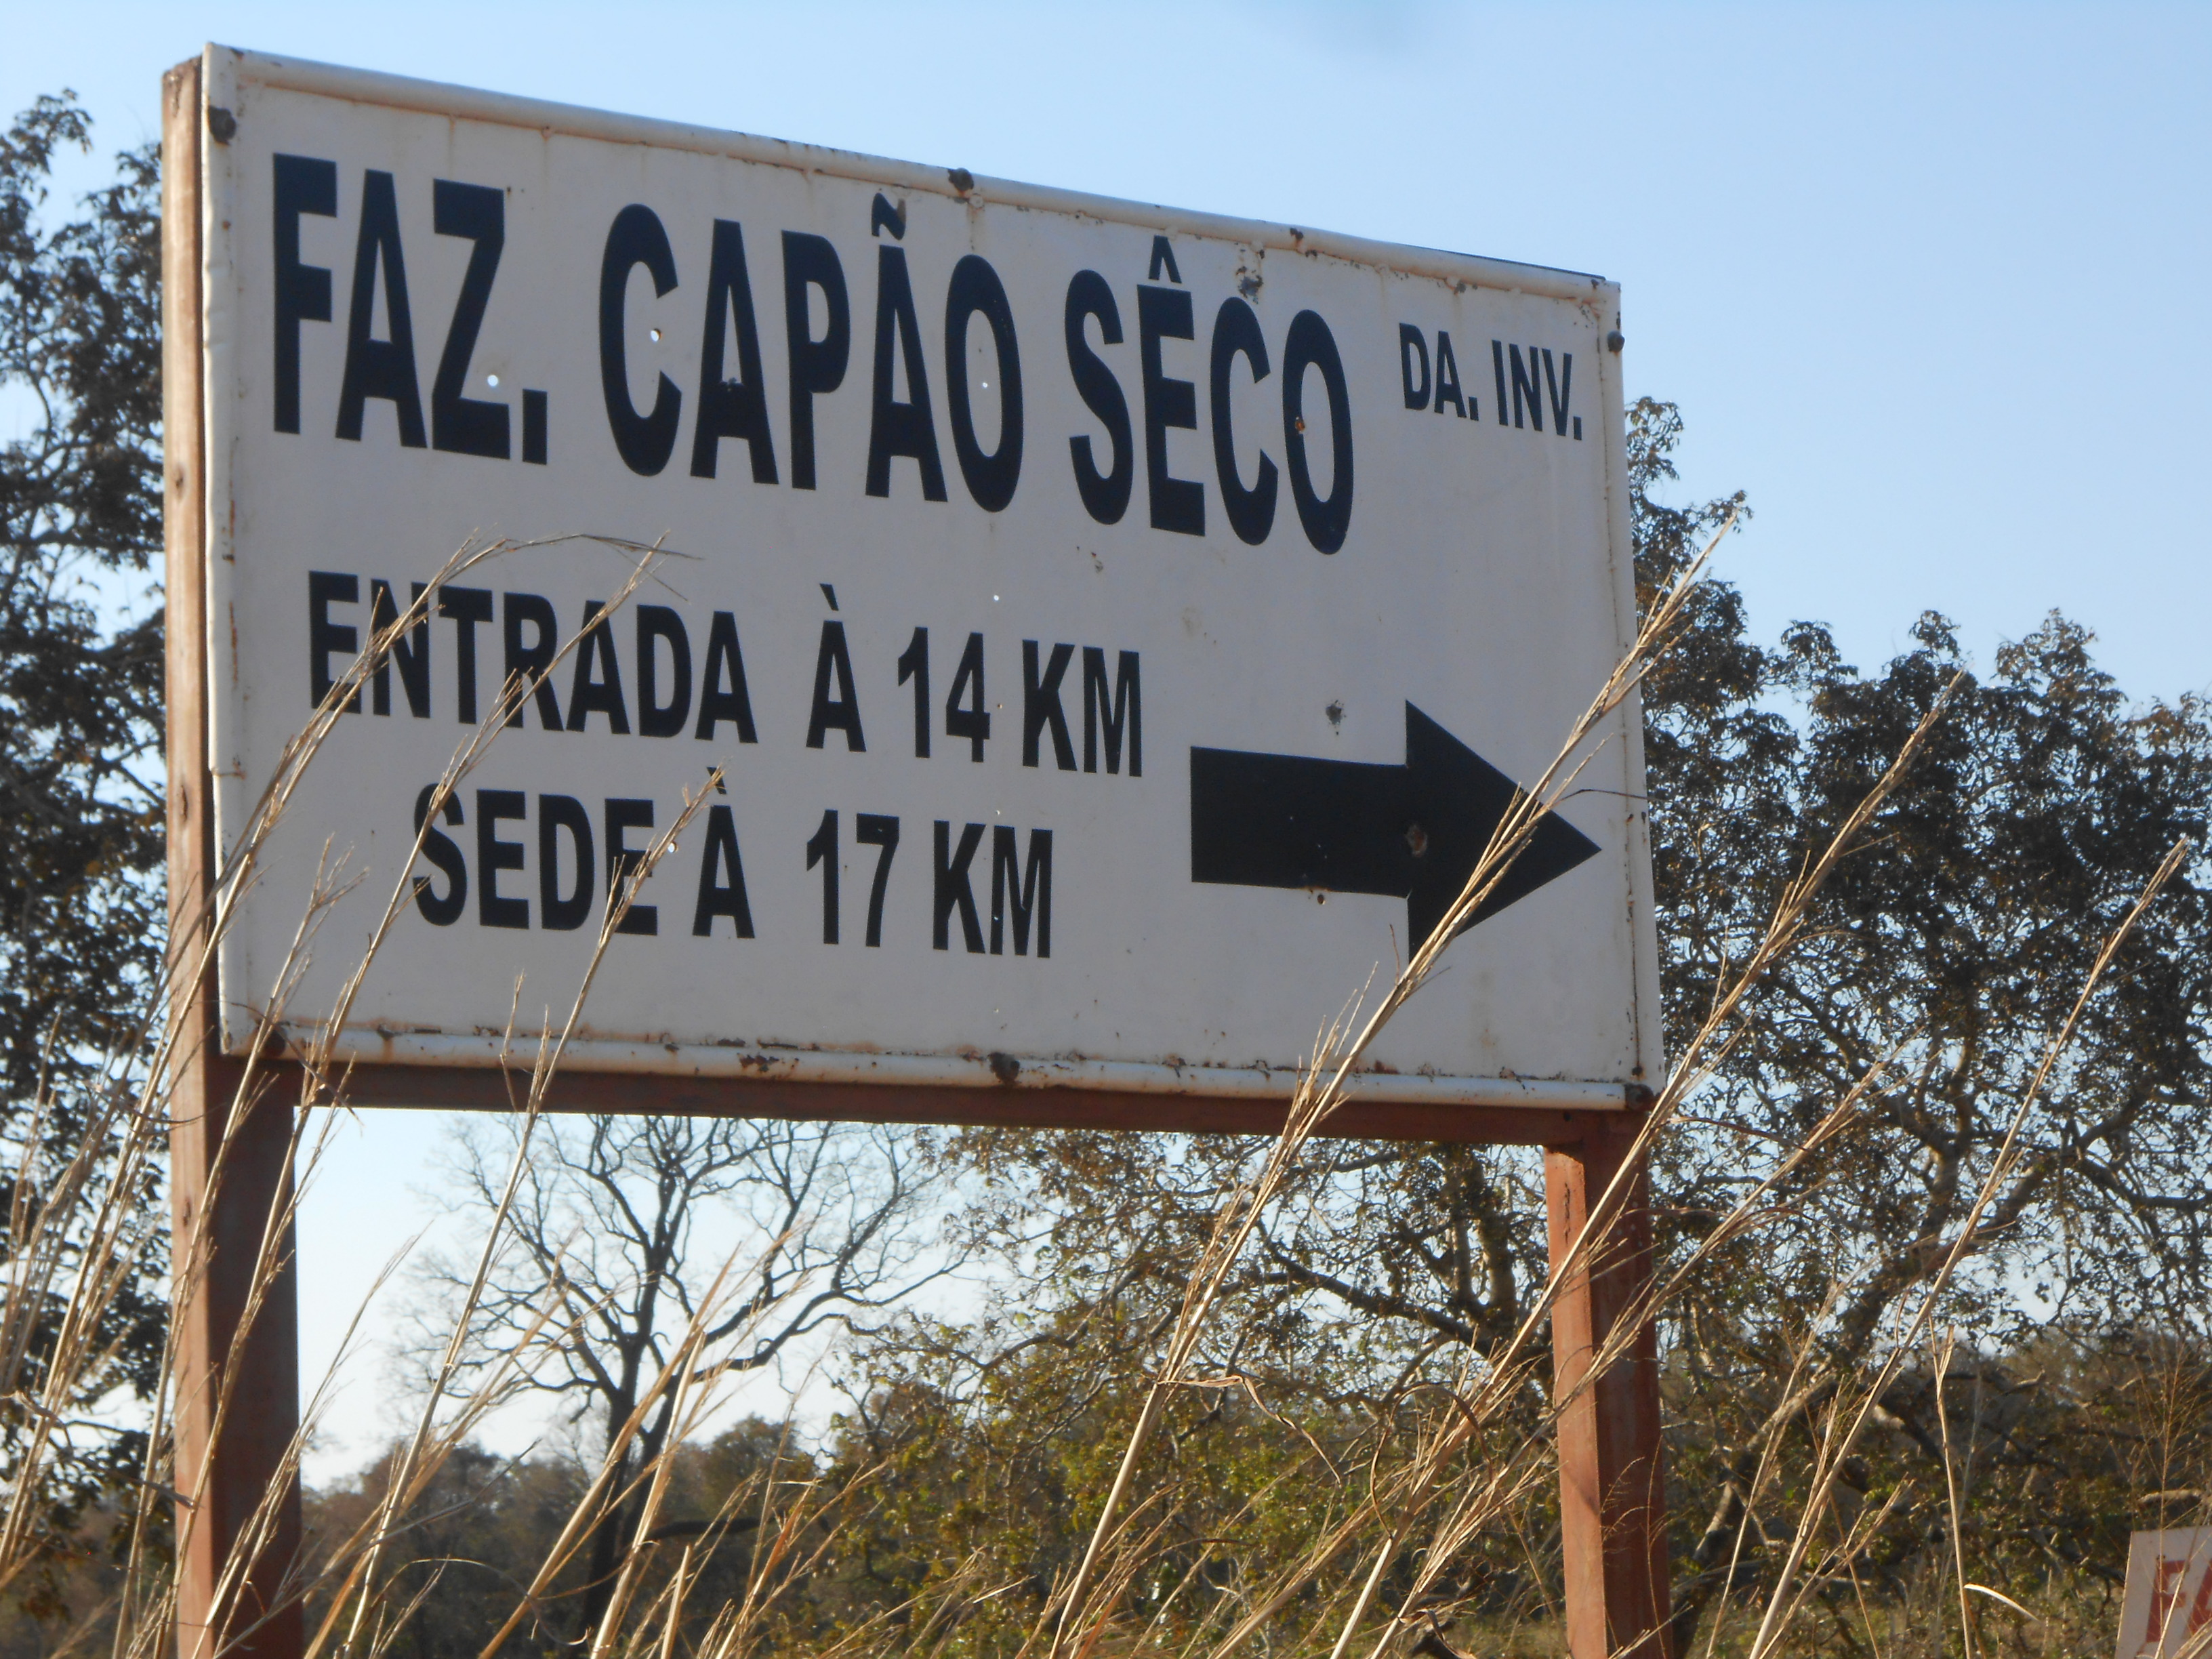 FAZ. CAPÃO SÊCO DA. INV.
ENTRADA À 14 KM
SEDE À 17 KM